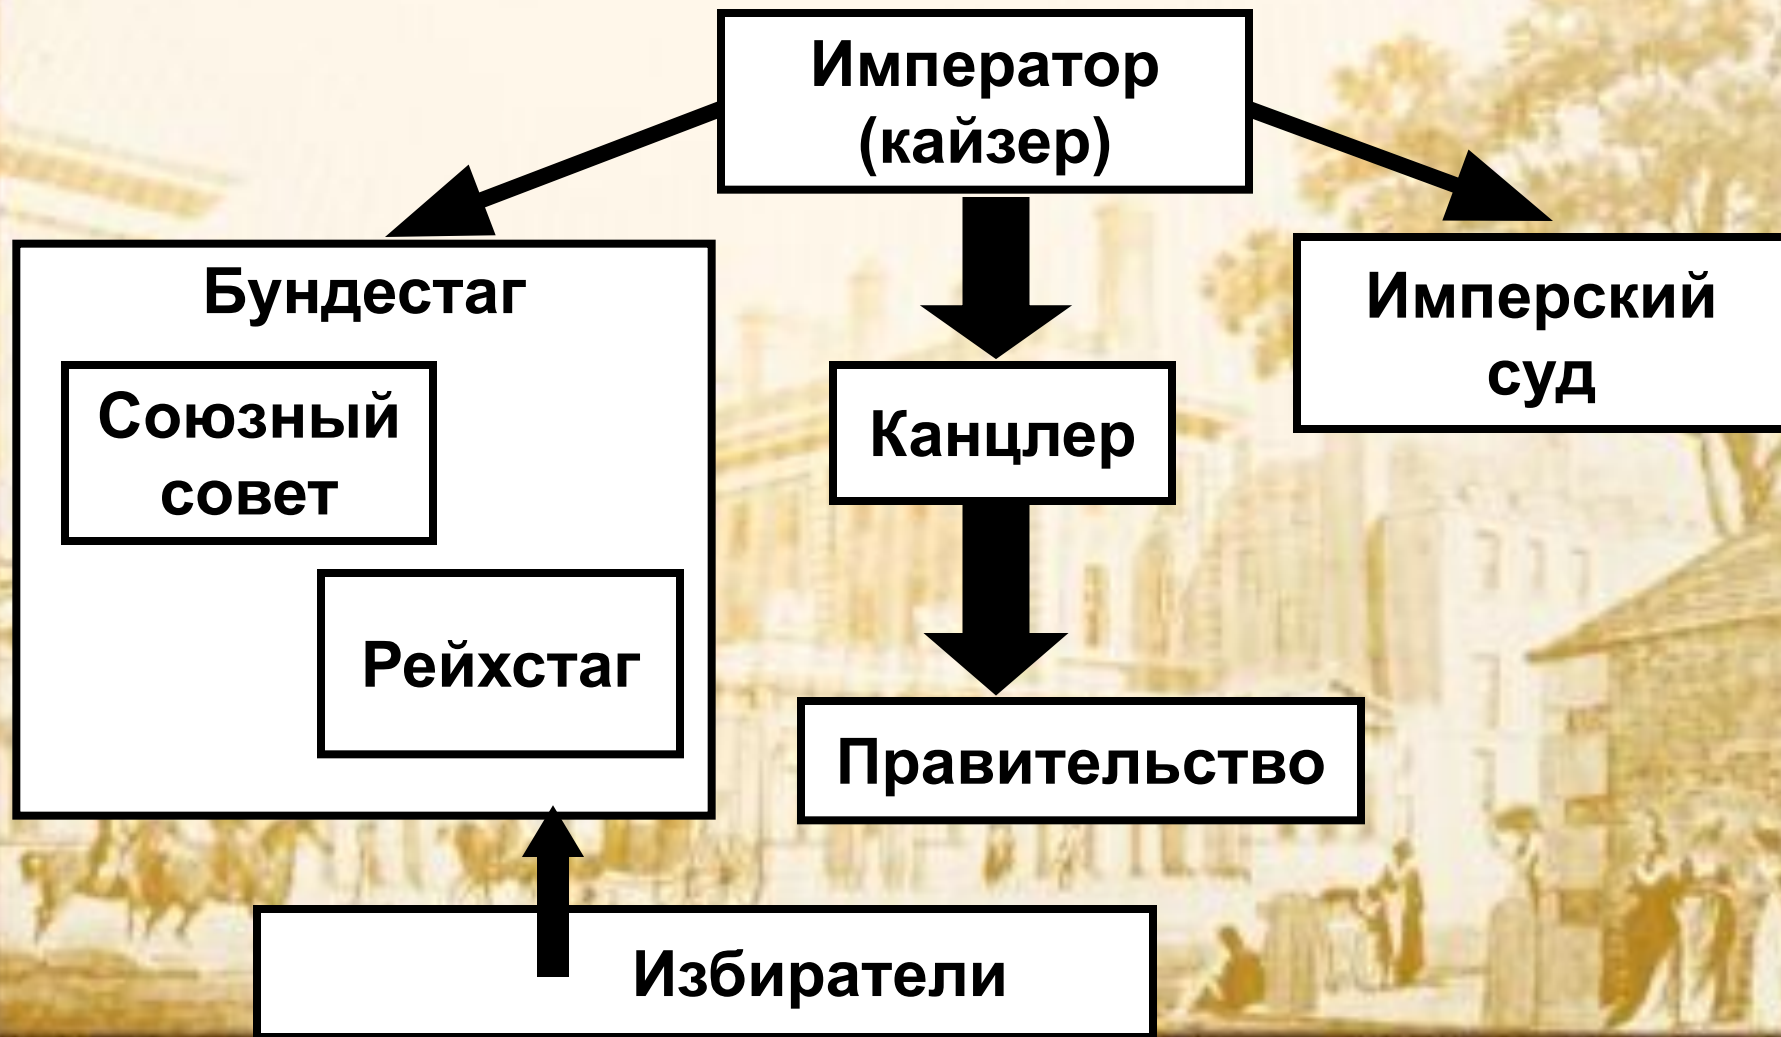 Император
(кайзер)
Бундестаг
Союзный
совет
Рейхстаг
Канцлер
Правительство
Имперский
суд
Избиратели